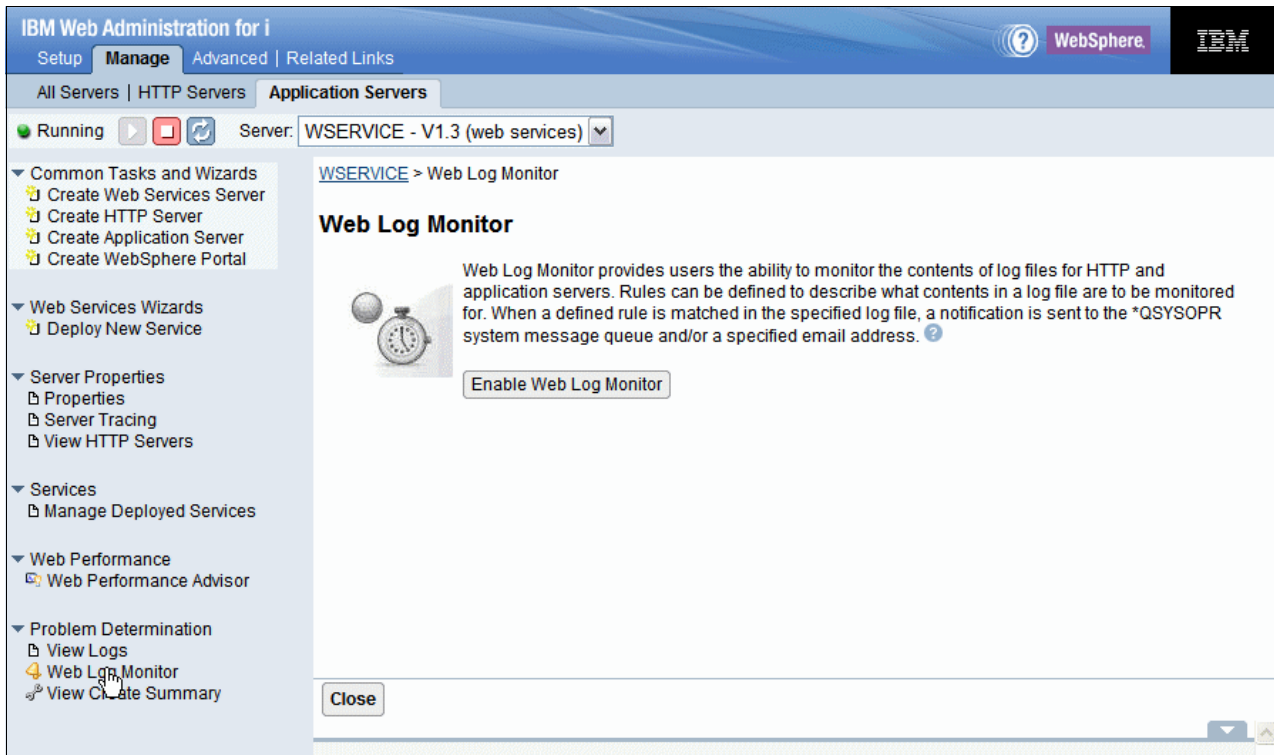 IBM Web Administration for i
WebSphere.
IBM
Setup Manage Advanced | Related Links
All Servers | HTTP Servers Application Servers
Running Server: WSERVICE - V1.3 (web services)
Common Tasks and Wizards
Create Web Services Server
Create HTTP Server
Create Application Server
Create WebSphere Portal
Web Services Wizards
Deploy New Service
Server Properties
Properties
Server Tracing
View HTTP Servers
Services
Manage Deployed Services
Web Performance
Web Performance Advisor
Problem Determination
View Logs
Web Log Monitor
View Create Summary
WSERVICE > Web Log Monitor
Web Log Monitor
Web Log Monitor provides users the ability to monitor the contents of log files for HTTP and
application servers. Rules can be defined to describe what contents in a log file are to be monitored
for. When a defined rule is matched in the specified log file, a notification is sent to the *QSYSOPR
system message queue and/or a specified email address. ?
Enable Web Log Monitor
Close